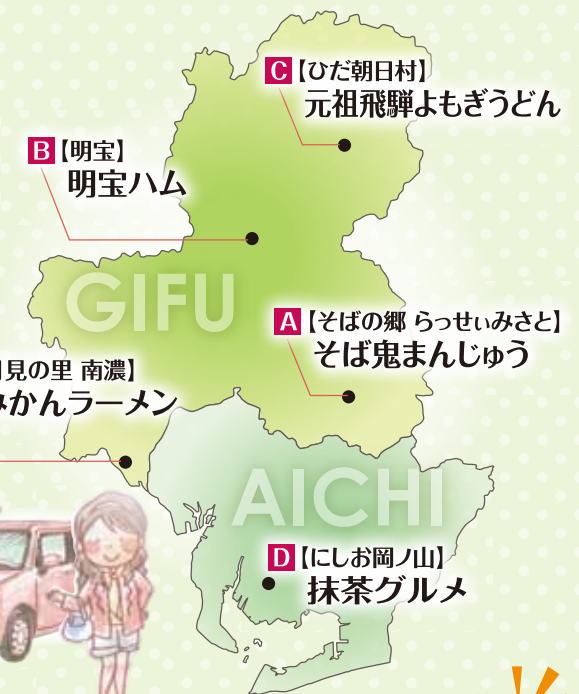 C【ひだ朝日村】
元祖飛騨よもぎうどん
B【明宝】
明宝ハム
GIFU
A【そばの郷 らっせぃみさと】
そば鬼まんじゅう
見の里 南濃】
かんラーメン
AICHI
D【にしお岡ノ山】
抹茶グルメ